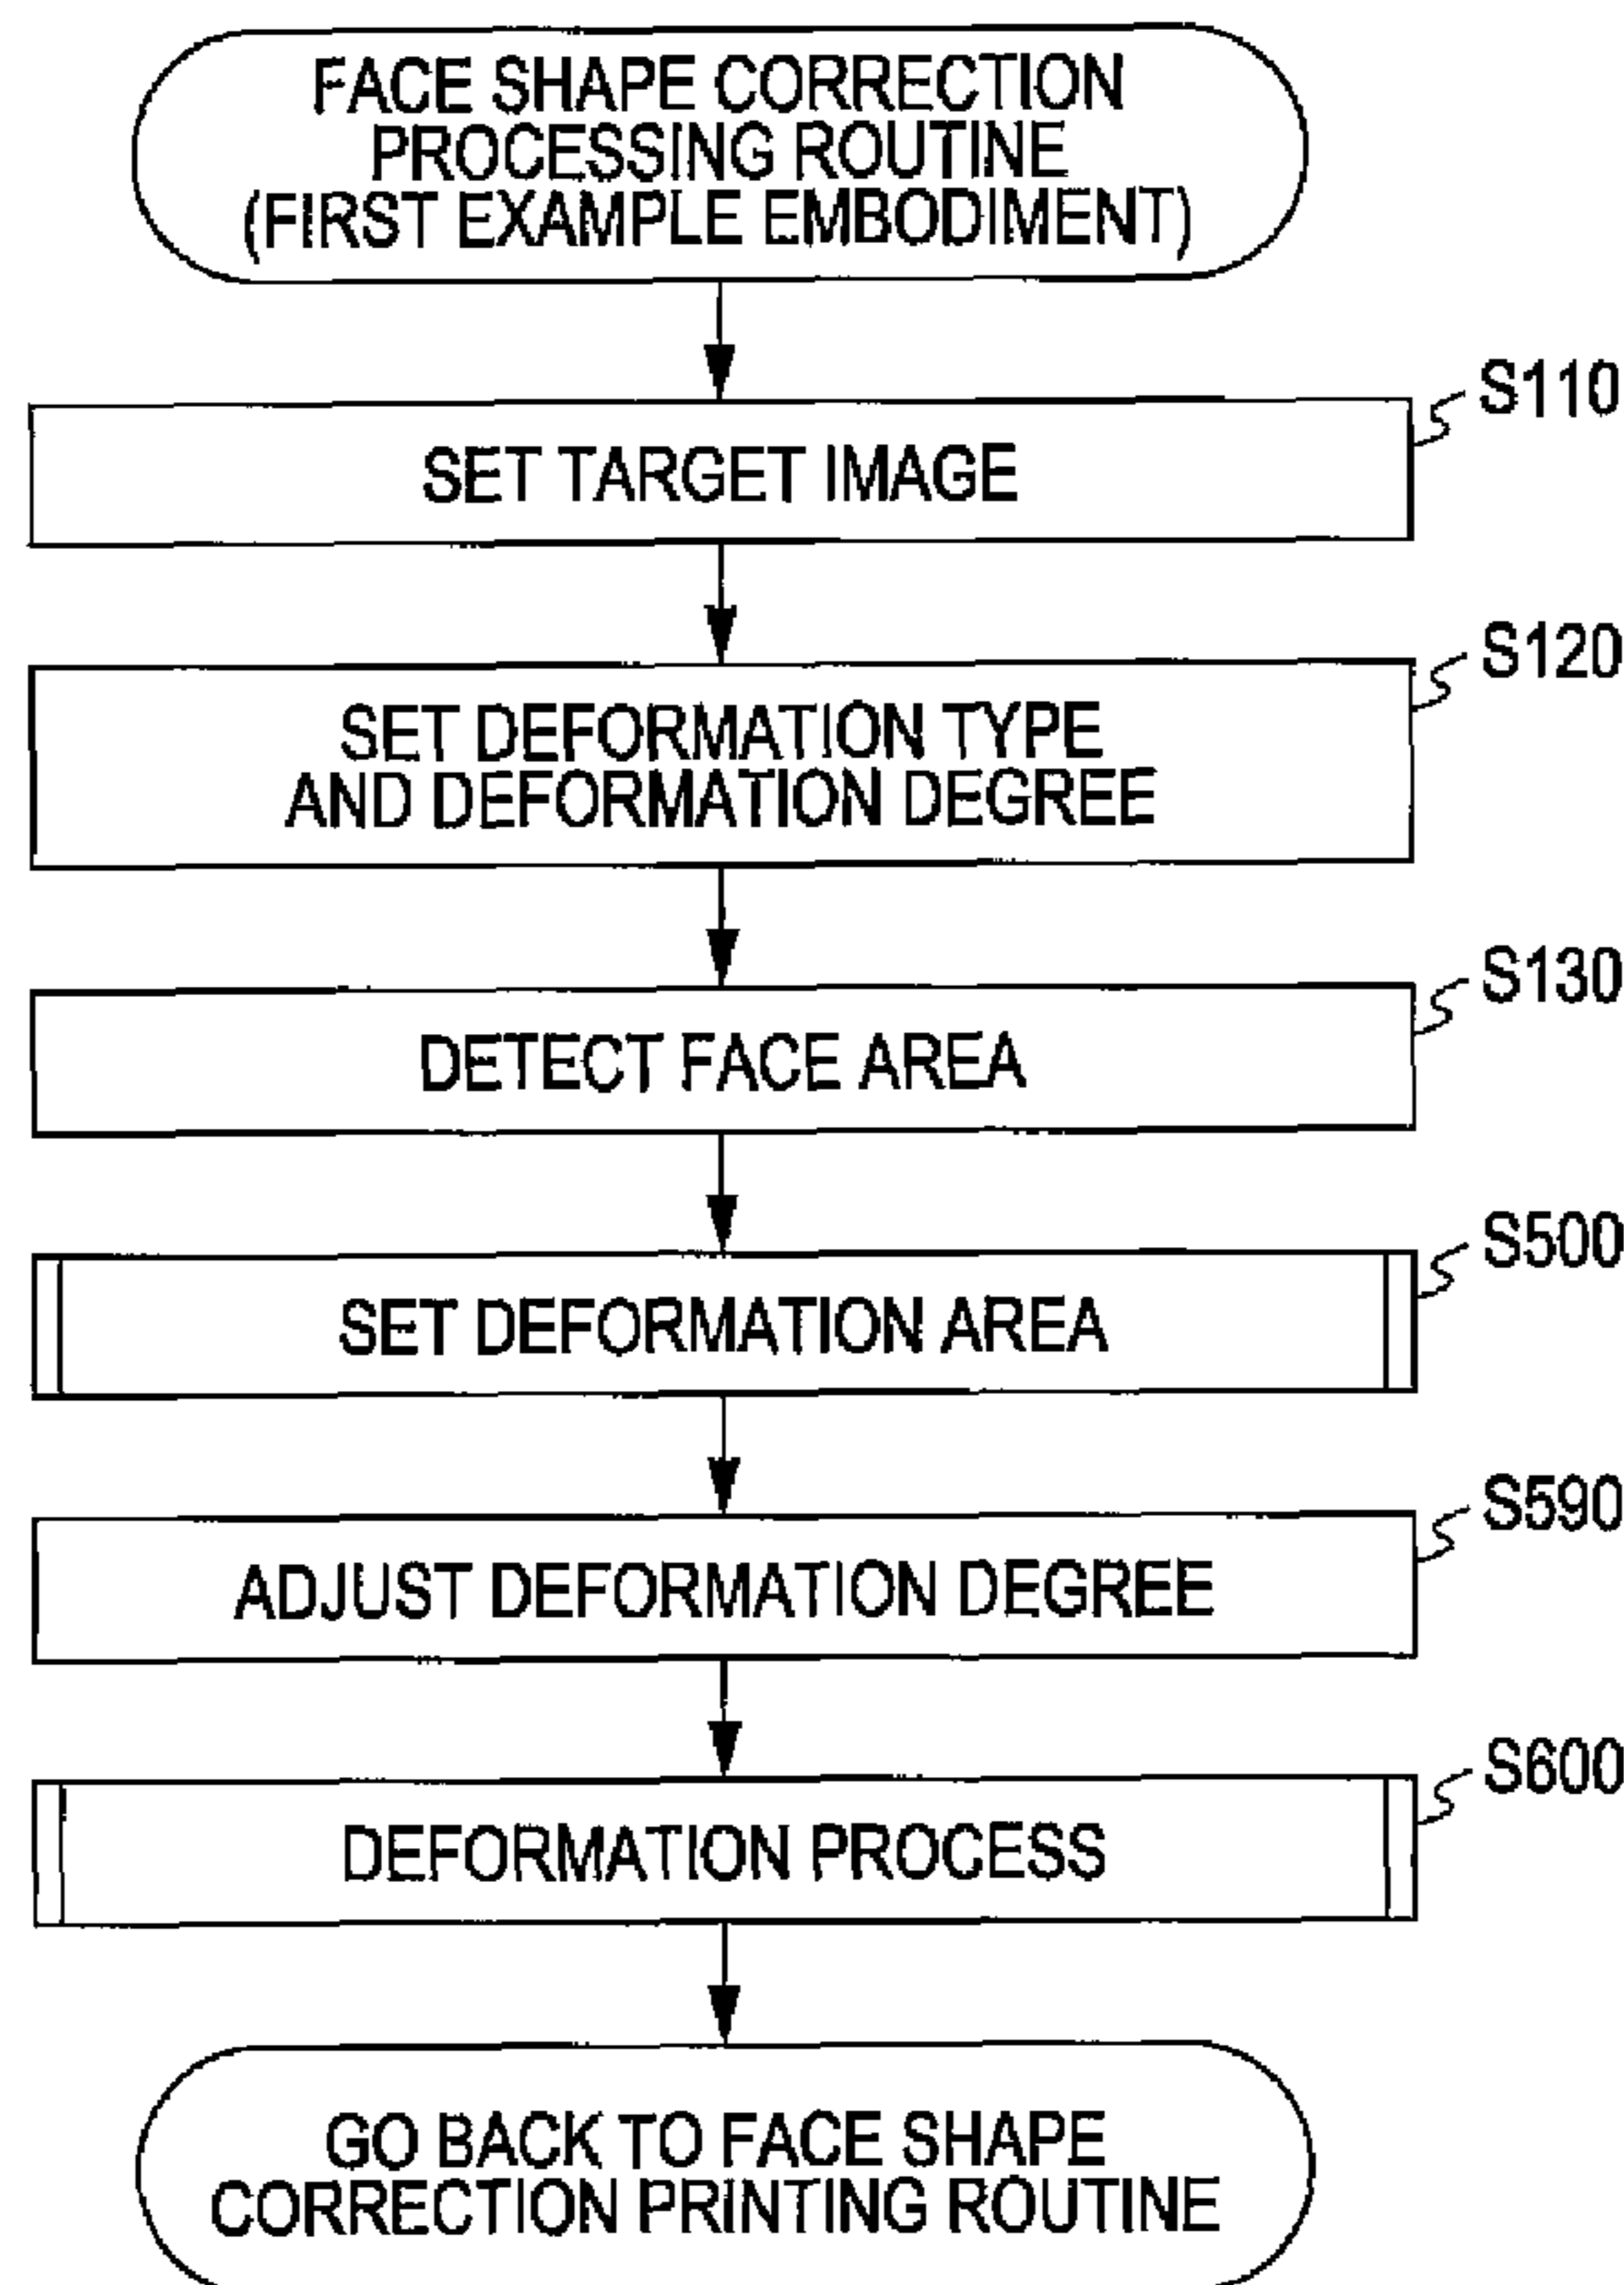 FACE SHAPE CORRECTION
PROCESSING ROUTINE
(FIRST EXAMPLE EMBODIMENT)
S110
SET TARGET IMAGE
S120
SET DEFORMATION TYPE
AND DEFORMATION DEGREE
S130
DETECT FACE AREA
S500
SET DEFORMATION AREA
S590
ADJUST DEFORMATION DEGREE
S600
DEFORMATION PROCESS
GO BACK TO FACE SHAPE
CORRECTION PRINTING ROUTINE